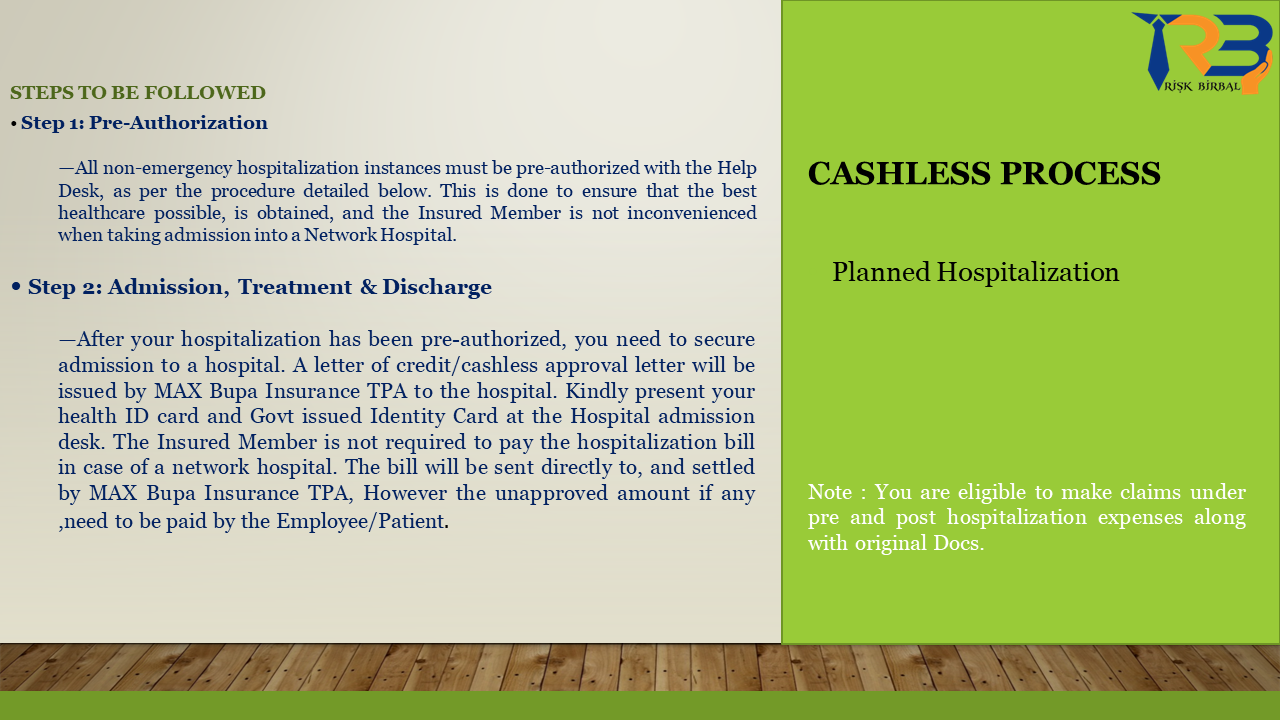 STEPS TO BE FOLLOWED
• Step 1: Pre-Authorization
—All non-emergency hospitalization instances must be pre-authorized with the Help
Desk, as per the procedure detailed below. This is done to ensure that the best
healthcare possible, is obtained, and the Insured Member is not inconvenienced
when taking admission into a Network Hospital.
• Step 2: Admission, Treatment & Discharge
—After your hospitalization has been pre-authorized, you need to secure
admission to a hospital. A letter of credit/cashless approval letter will be
issued by MAX Bupa Insurance TPA to the hospital. Kindly present your
health ID card and Govt issued Identity Card at the Hospital admission
desk. The Insured Member is not required to pay the hospitalization bill
in case of a network hospital. The bill will be sent directly to, and settled
by MAX Bupa Insurance TPA, However the unapproved amount if any
,need to be paid by the Employee/Patient.
RB
RİŞK BİRBAL
CASHLESS PROCESS
Planned Hospitalization
Note : You are eligible to make claims under
pre and post hospitalization expenses along
with original Docs.